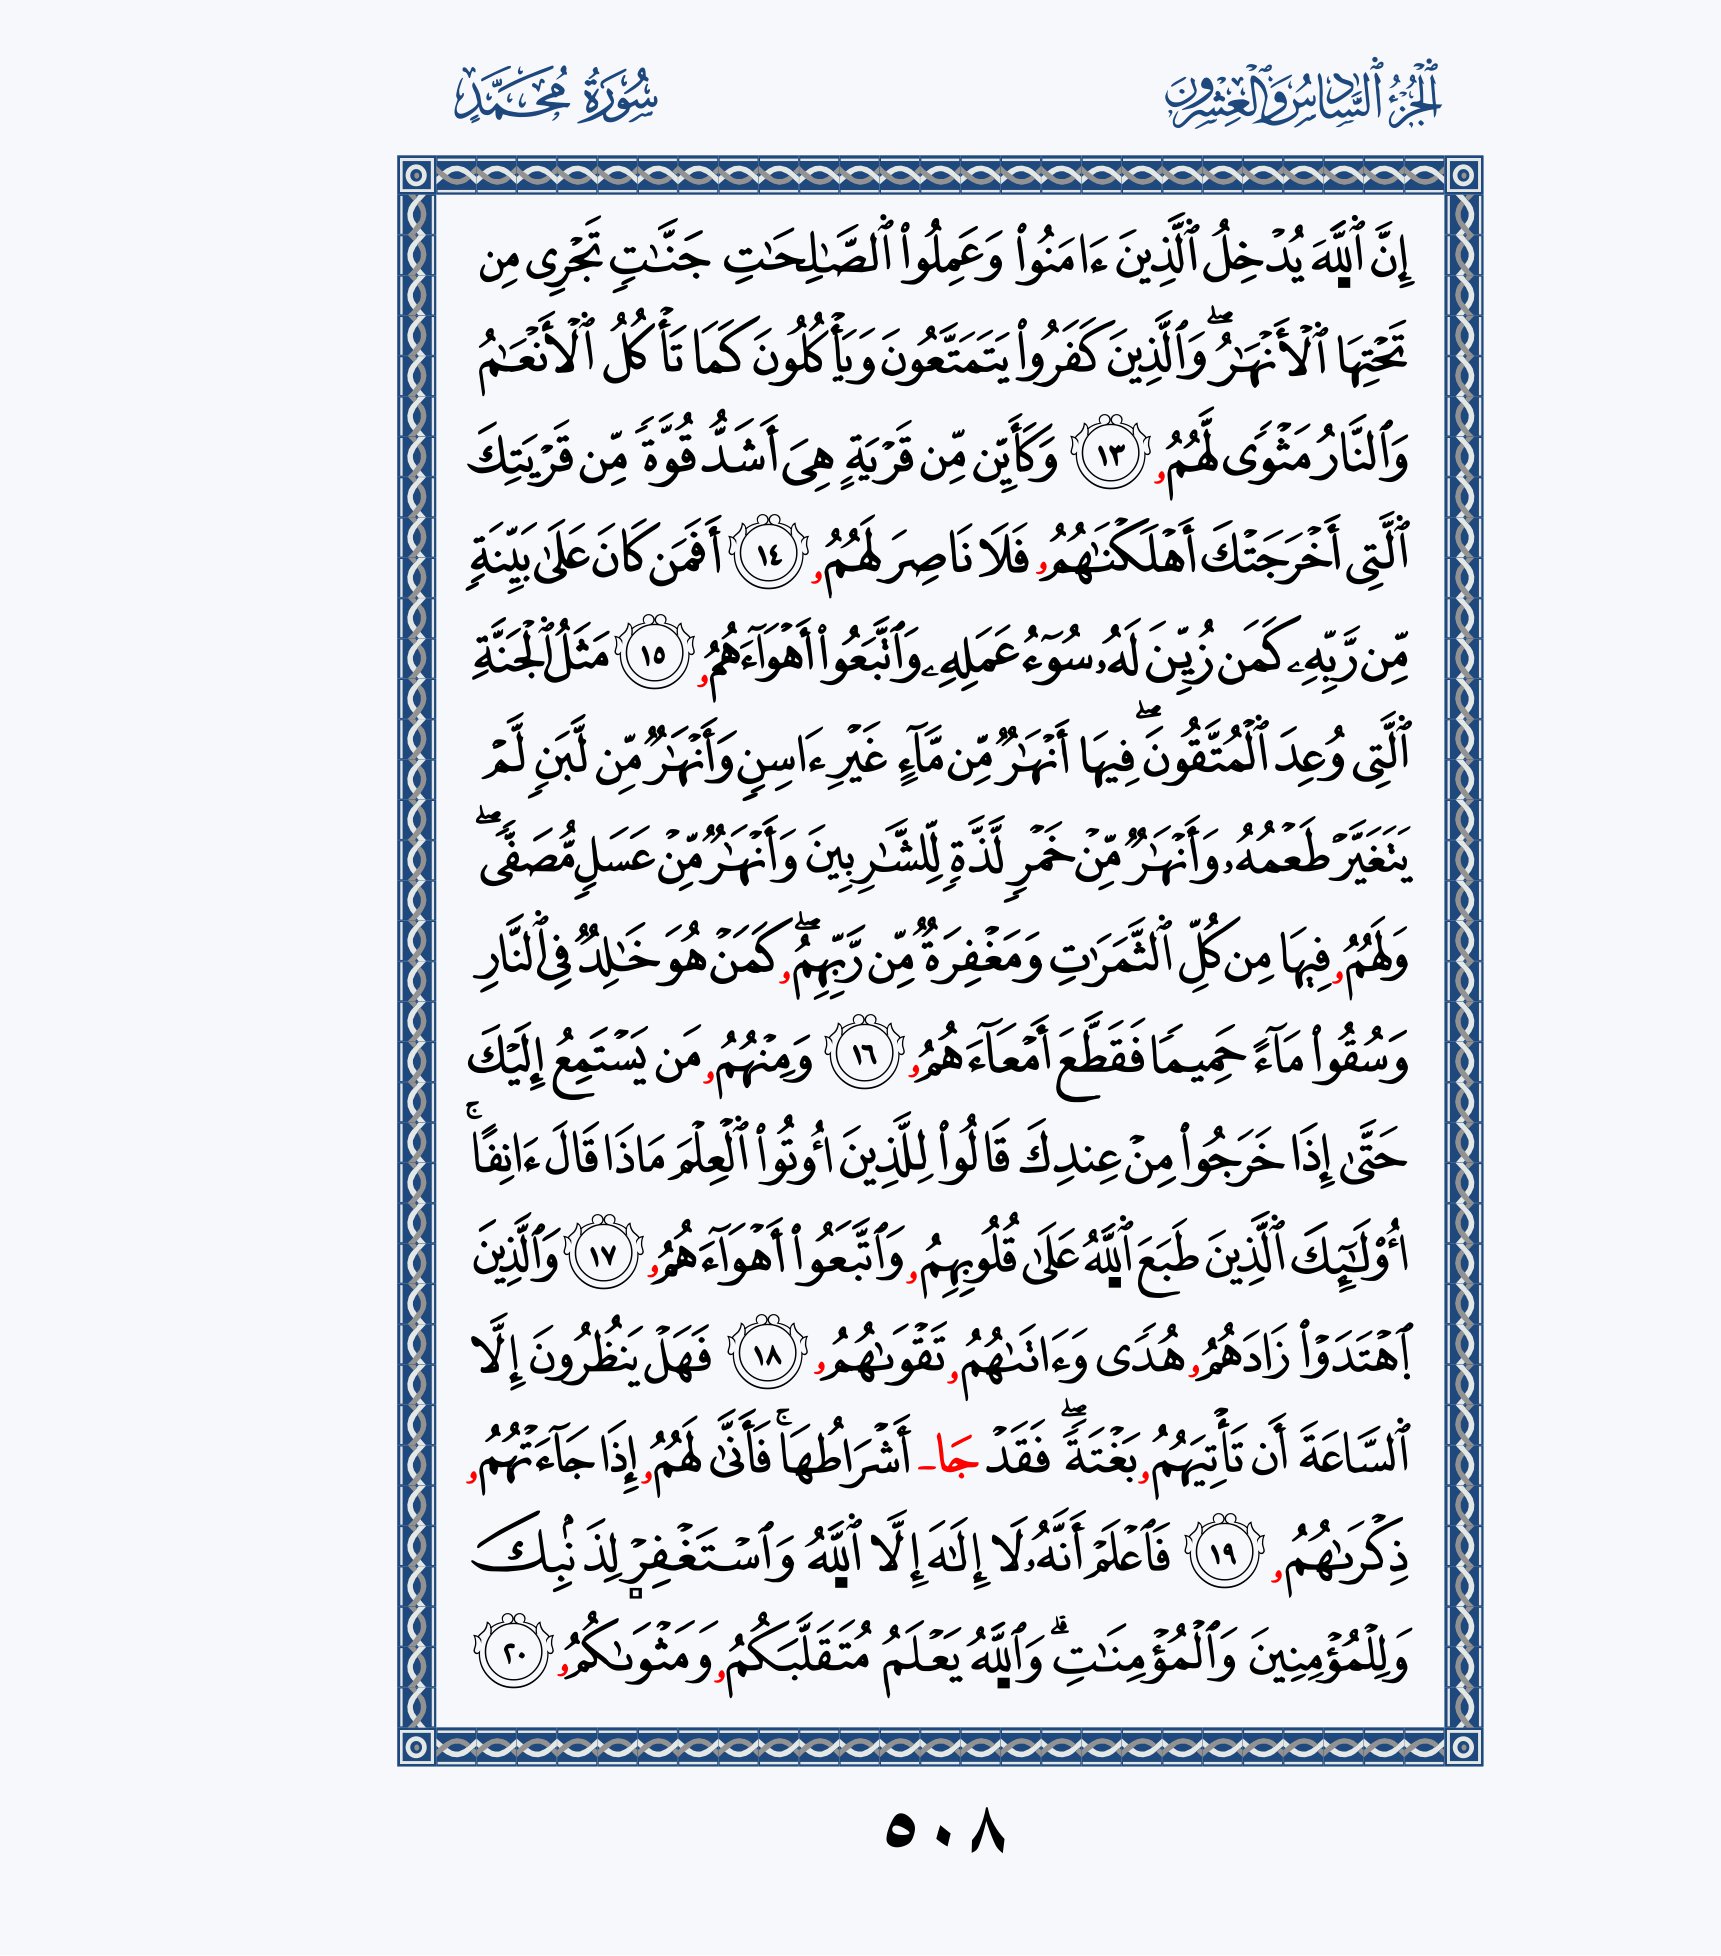 ٱلْجُزْءُ ٱلسَّادِسُ وَٱلْعِشْرُونَ
سُورَةُ مُحَمَّدٍ
إِنَّ ٱللَّهَ يُدْخِلُ ٱلَّذِينَ ءَامَنُوا۟ وَعَمِلُوا۟ ٱلصَّٰلِحَٰتِ جَنَّٰتٍ تَجْرِى مِن
تَحْتِهَا ٱلْأَنْهَٰرُ ۖ وَٱلَّذِينَ كَفَرُوا۟ يَتَمَتَّعُونَ وَيَأْكُلُونَ كَمَا تَأْكُلُ ٱلْأَنْعَٰمُ
وَٱلنَّارُ مَثْوًى لَّهُمُۥ ١٣ وَكَأَيِّن مِّن قَرْيَةٍ هِىَ أَشَدُّ قُوَّةً مِّن قَرْيَتِكَ
ٱلَّتِى أَخْرَجَتْكَ أَهْلَكْنَٰهُمُۥ فَلَا نَاصِرَ لَهُمُۥ ١٤ أَفَمَن كَانَ عَلَىٰ بَيِّنَةٍ
مِّن رَّبِّهِۦ كَمَن زُيِّنَ لَهُۥ سُوٓءُ عَمَلِهِۦ وَٱتَّبَعُوا۟ أَهْوَآءَهُمُۥ ١٥ مَثَلُ ٱلْجَنَّةِ
ٱلَّتِى وُعِدَ ٱلْمُتَّقُونَ ۖ فِيهَا أَنْهَٰرٌ مِّن مَّآءٍ غَيْرِ ءَاسِنٍ وَأَنْهَٰرٌ مِّن لَّبَنٍ لَّمْ
يَتَغَيَّرْ طَعْمُهُۥ وَأَنْهَٰرٌ مِّنْ خَمْرٍ لَّذَّةٍ لِّلشَّٰرِبِينَ وَأَنْهَٰرٌ مِّنْ عَسَلٍ مُّصَفًّى ۖ
وَلَهُمُۥ فِيهَا مِن كُلِّ ٱلثَّمَرَٰتِ وَمَغْفِرَةٌ مِّن رَّبِّهِمُۥ ۖ كَمَنْ هُوَ خَٰلِدٌ فِى ٱلنَّارِ
وَسُقُوا۟ مَآءً حَمِيمًا فَقَطَّعَ أَمْعَآءَهُمُۥ ١٦ وَمِنْهُمُۥ مَن يَسْتَمِعُ إِلَيْكَ
حَتَّىٰ إِذَا خَرَجُوا۟ مِنْ عِندِكَ قَالُوا۟ لِلَّذِينَ أُوتُوا۟ ٱلْعِلْمَ مَاذَا قَالَ ءَانِفًا ۚ
أُو۟لَٰٓئِكَ ٱلَّذِينَ طَبَعَ ٱللَّهُ عَلَىٰ قُلُوبِهِمُۥ وَٱتَّبَعُوا۟ أَهْوَآءَهُمُۥ ١٧ وَٱلَّذِينَ
ٱهْتَدَوْا۟ زَادَهُمُۥ هُدًى وَءَاتَىٰهُمُۥ تَقْوَىٰهُمُۥ ١٨ فَهَلْ يَنظُرُونَ إِلَّا
ٱلسَّاعَةَ أَن تَأْتِيَهُمُۥ بَغْتَةً ۖ فَقَدْ جَا أَشْرَاطُهَا ۚ فَأَنَّىٰ لَهُمُۥ إِذَا جَآءَتْهُمُۥ
ذِكْرَىٰهُمُۥ ١٩ فَٱعْلَمْ أَنَّهُۥ لَا إِلَٰهَ إِلَّا ٱللَّهُ وَٱسْتَغْفِرْ لِذَنۢبِكَ
وَلِلْمُؤْمِنِينَ وَٱلْمُؤْمِنَٰتِ ۗ وَٱللَّهُ يَعْلَمُ مُتَقَلَّبَكُمُۥ وَمَثْوَىٰكُمُۥ ٢٠
٥٠٨